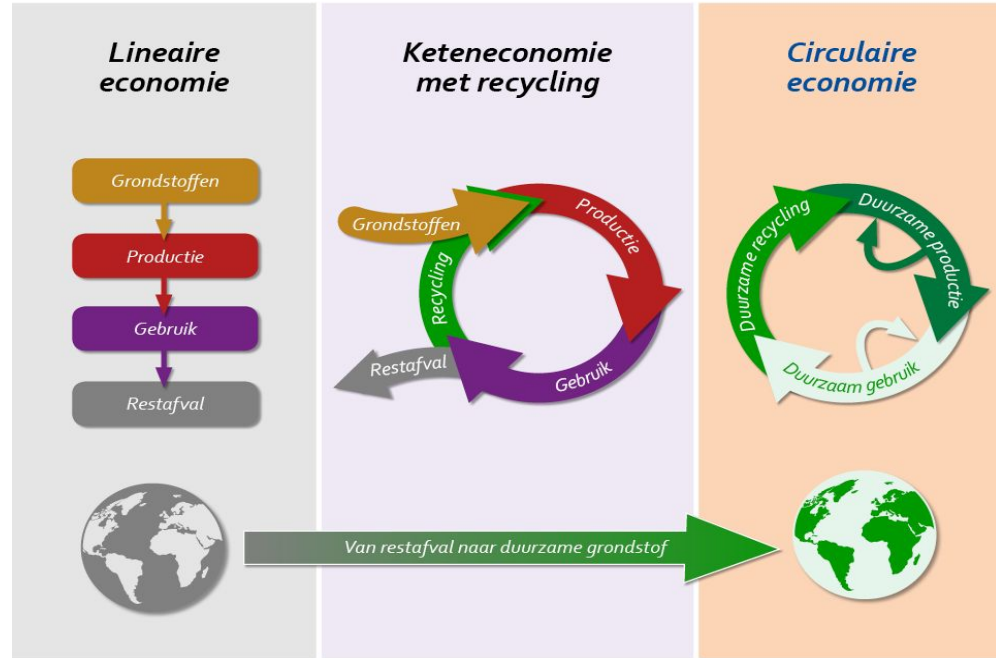 Lineaire
economie
Grondstoffen
Productie
Gebruik
Restafval
Keteneconomie
met recycling
Grondstoffen
Productie
Recycling
Restafval
Gebruik
Circulaire
economie
Duurzame recycling
Duurzame productie
Duurzaam gebruik
Van restafval naar duurzame grondstof